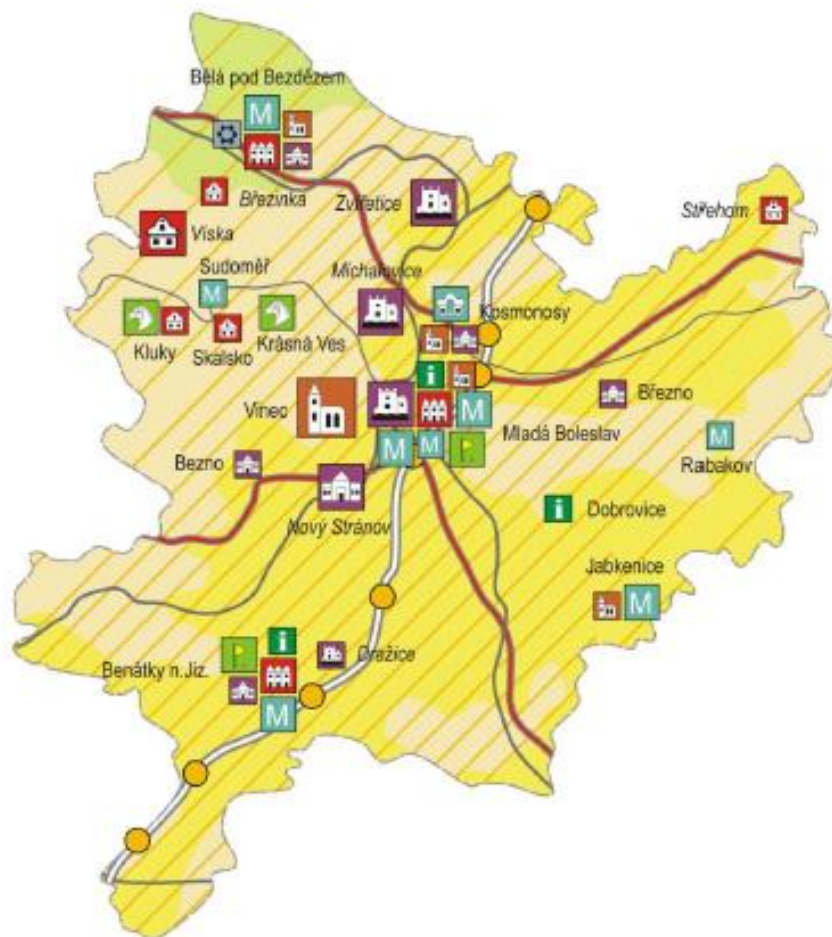 Bělá pod Bezdězem
M
Březinka
Zvířetice
Střehom
Víska
Sudoměř
M
Michalovice
Kosmonosy
Kluky
Skalsko
Krásná Ves
i
Vinec
M
Březno
Mladá Boleslav
M
M
M
Rabakov
Bezno
Nový Stránov
i
Dobrovice
Jabkenice
M
i
Benátky n.Jiz.
Dražice
M